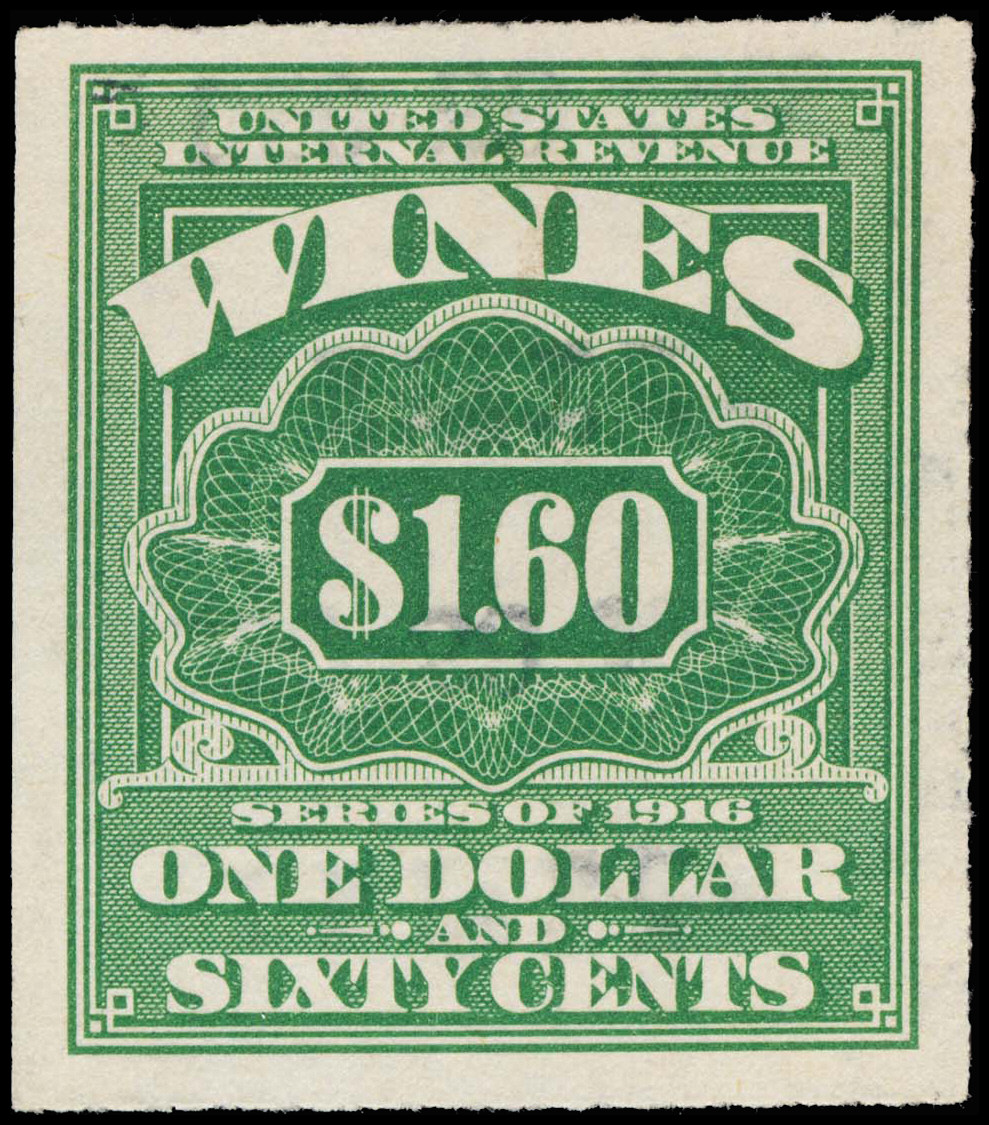 UNITED STATES
INTERNAL REVENUE
WINES
$1.60
SERIES OF 1916
ONE DOLLAR
AND
SIXTY CENTS